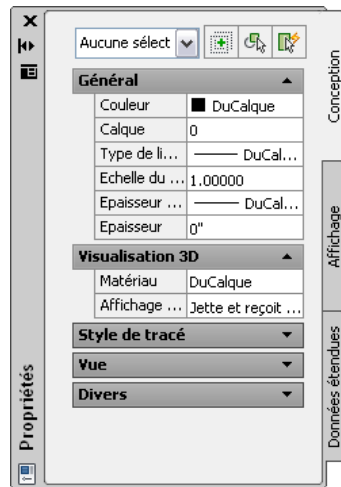 Aucune sélect
Général
Couleur DuCalque
Calque 0
Type de li... DuCal...
Echelle du ... 1.00000
Epaisseur ... DuCal...
Epaisseur 0"
Visualisation 3D
Matériau DuCalque
Affichage ... Jette et reçoit ...
Style de tracé
Vue
Divers
Conception
Affichage
Données étendues
Propriétés